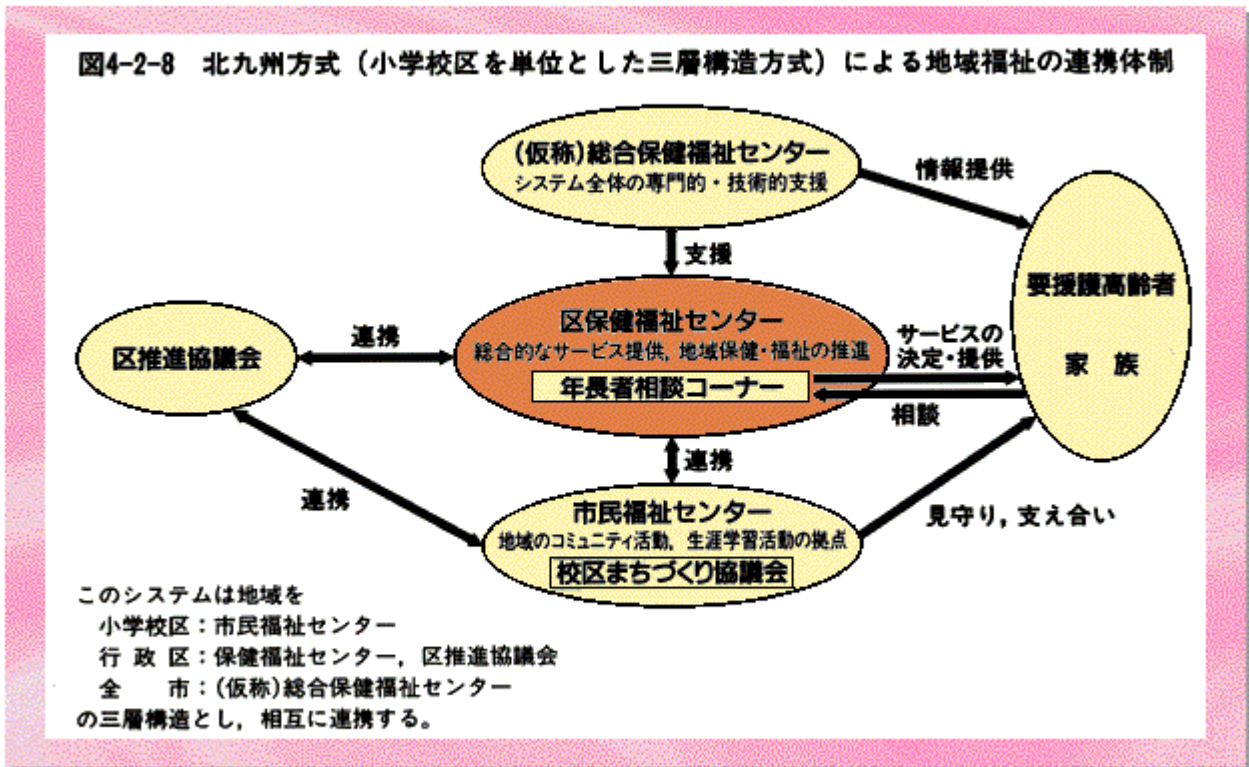 図4-2-8 北九州方式（小学校区を単位とした三層構造方式）による地域福祉の連携体制
(仮称)総合保健福祉センター
システム全体の専門的・技術的支援
情報提供
支援
要援護高齢者
家 族
区推進協議会
連携
区保健福祉センター
総合的なサービス提供，地域保健・福祉の推進
年長者相談コーナー
サービスの
決定・提供
相談
連携
連携
市民福祉センター
地域のコミュニティ活動，生涯学習活動の拠点
校区まちづくり協議会
見守り，支え合い
このシステムは地域を
小学校区：市民福祉センター
行 政 区：保健福祉センター，区推進協議会
全 市：(仮称)総合保健福祉センター
の三層構造とし，相互に連携する。